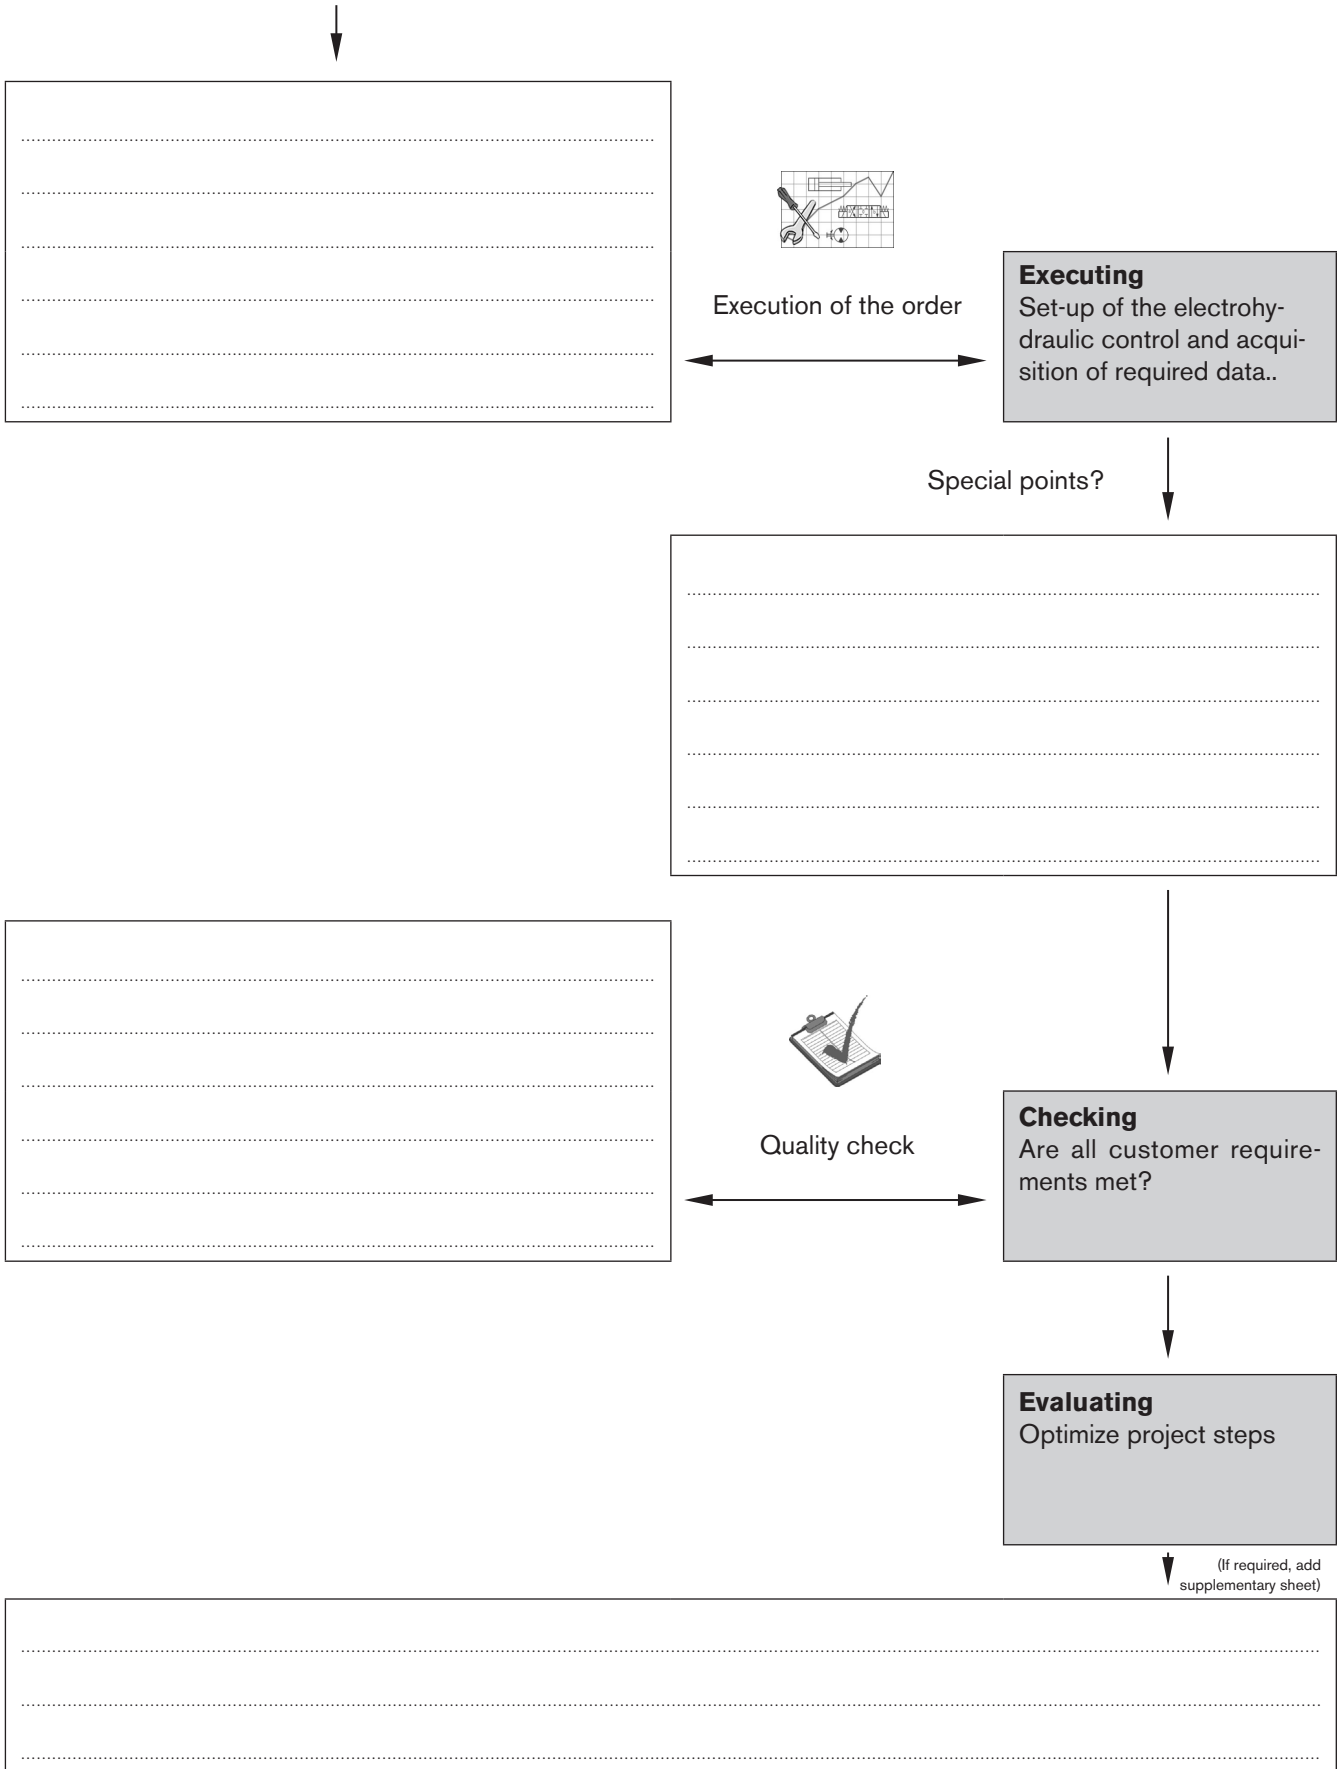 Execution of the order
Executing
Set-up of the electrohy-
draulic control and acqui-
sition of required data..
Special points?
Quality check
Checking
Are all customer require-
ments met?
Evaluating
Optimize project steps
(If required, add
supplementary sheet)